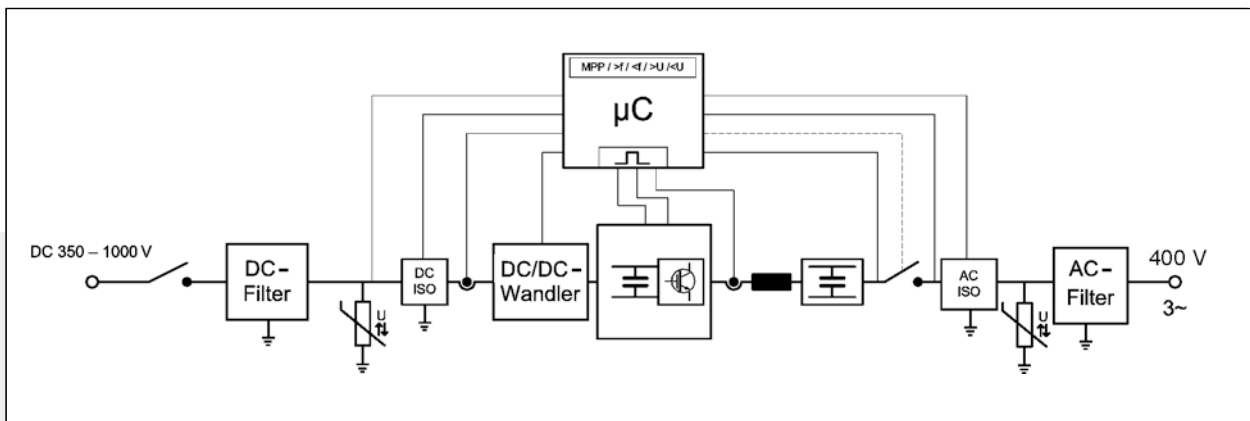 MPP / >f / <f / >U / <U
µC
DC 350 – 1000 V
DC–
Filter
U
DC
ISO
DC/DC–
Wandler
AC
ISO
U
AC–
Filter
400 V
3~